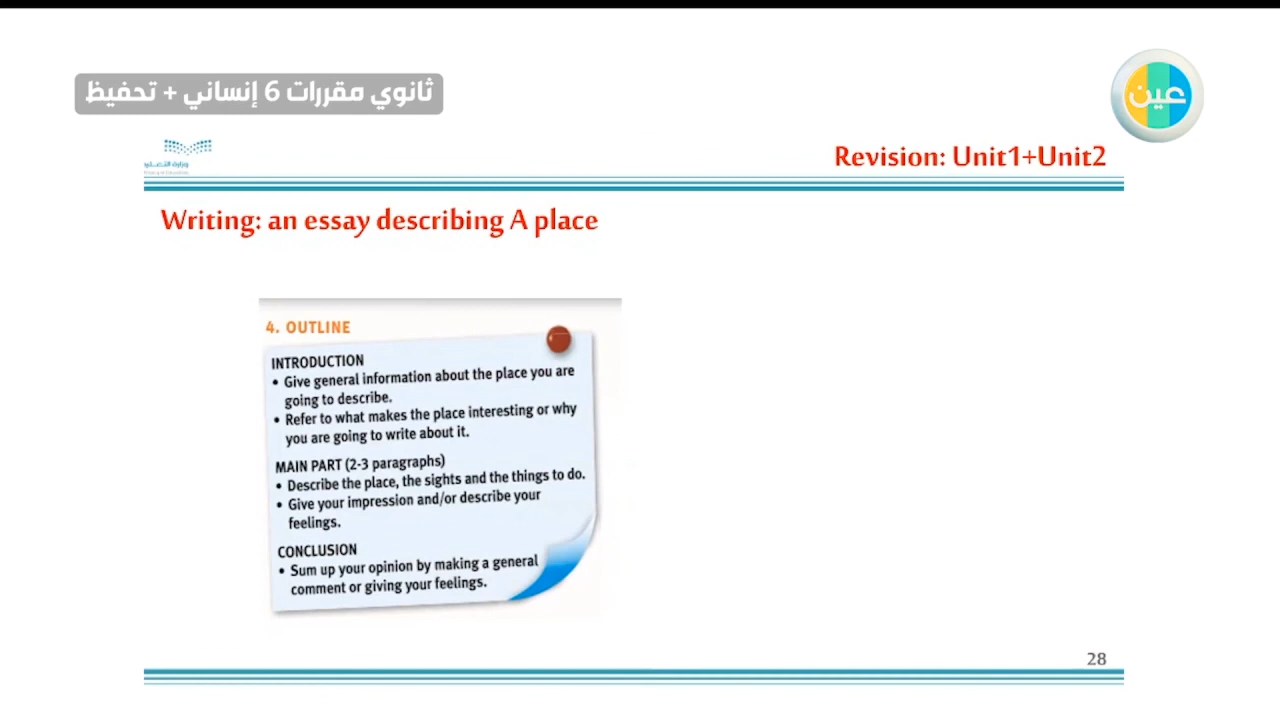 ثانوي مقررات 6 إنساني + تحفيظ
عين
وزارة التعليم
Revision: Unit1+Unit2
Writing: an essay describing A place
4. OUTLINE
INTRODUCTION
• Give general information about the place you are
going to describe.
• Refer to what makes the place interesting or why
you are going to write about it.
MAIN PART (2-3 paragraphs)
• Describe the place, the sights and the things to do.
• Give your impression and/or describe your
feelings.
CONCLUSION
• Sum up your opinion by making a general
comment or giving your feelings.
28